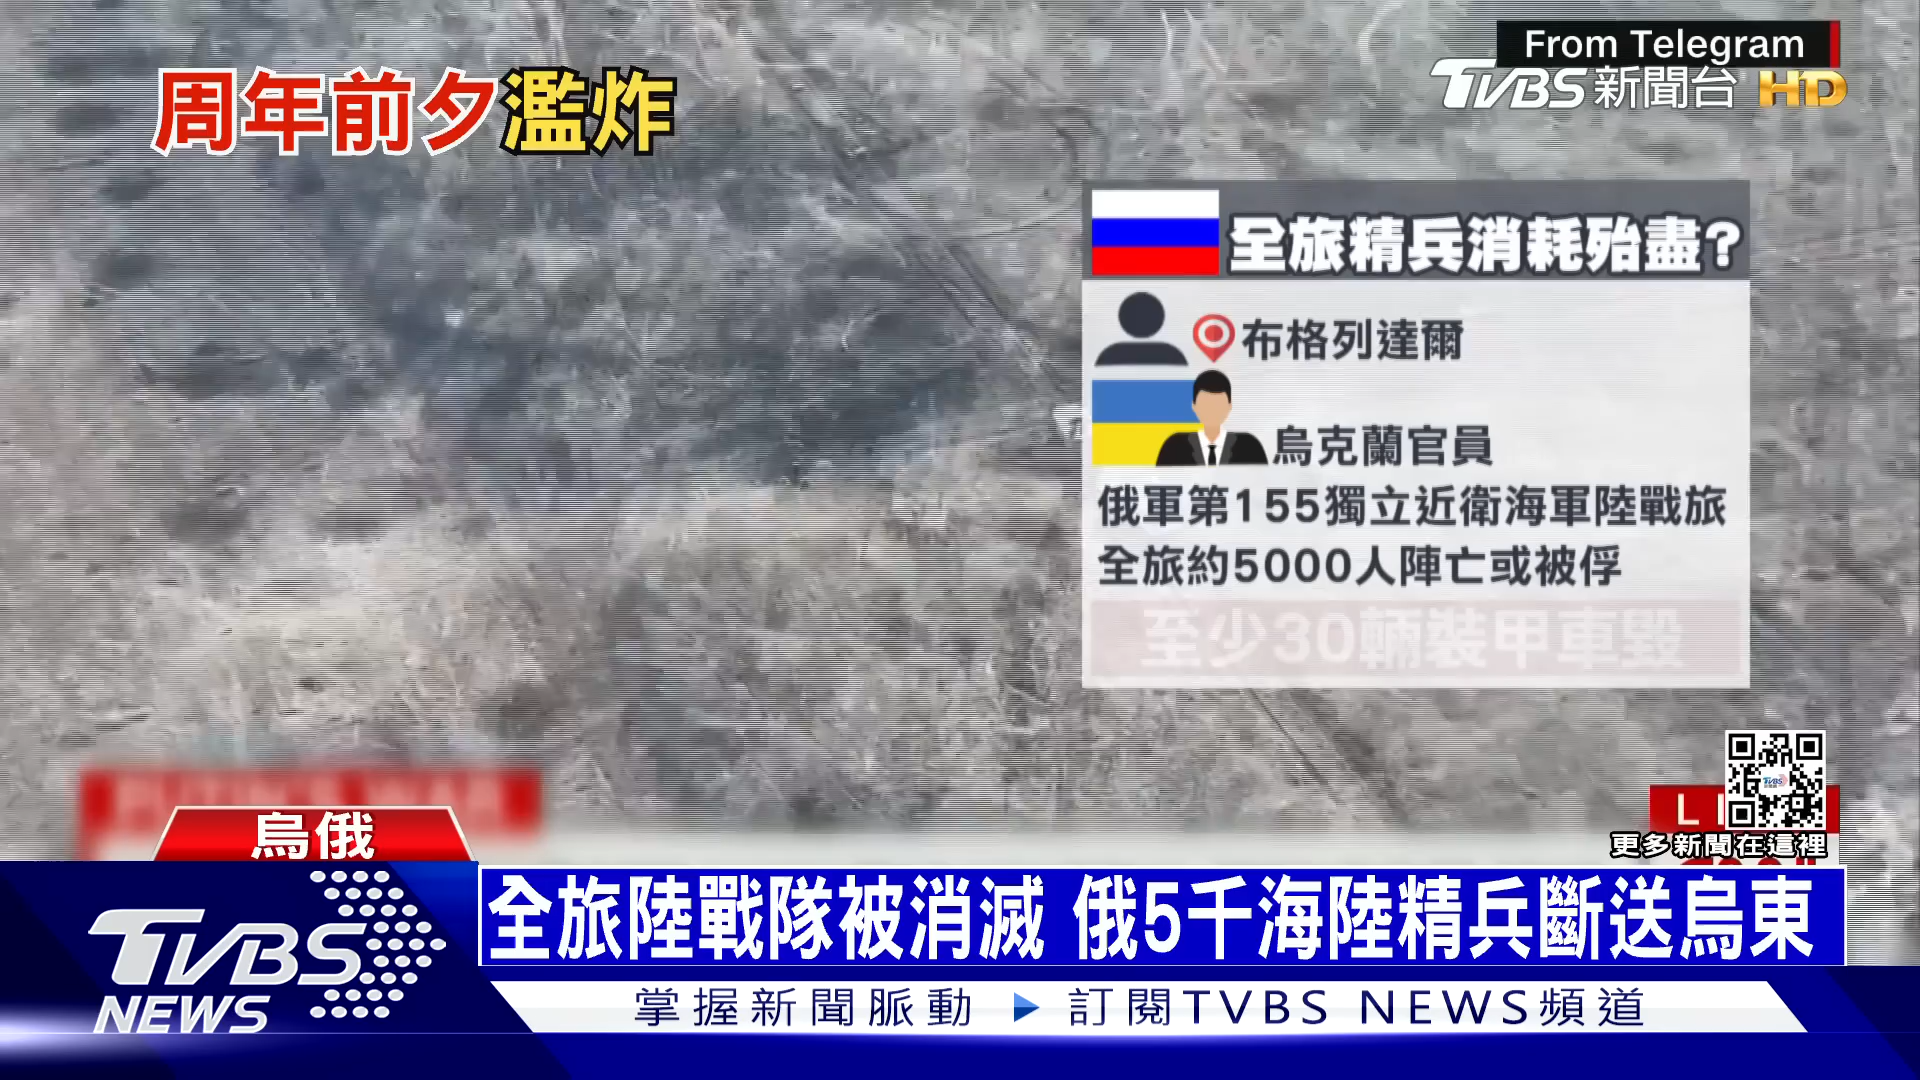 From Telegram
TVBS新聞台 HD
周年前夕濫炸
全旅精兵消耗殆盡?
布格列達爾
烏克蘭官員
俄軍第155獨立近衛海軍陸戰旅
全旅約5000人陣亡或被俘
至少30輛裝甲車毀
TVBS
更多新聞在這裡
烏俄
全旅陸戰隊被消滅 俄5千海陸精兵斷送烏東
TVBS
NEWS
掌握新聞脈動 ▶ 訂閱TVBS NEWS頻道